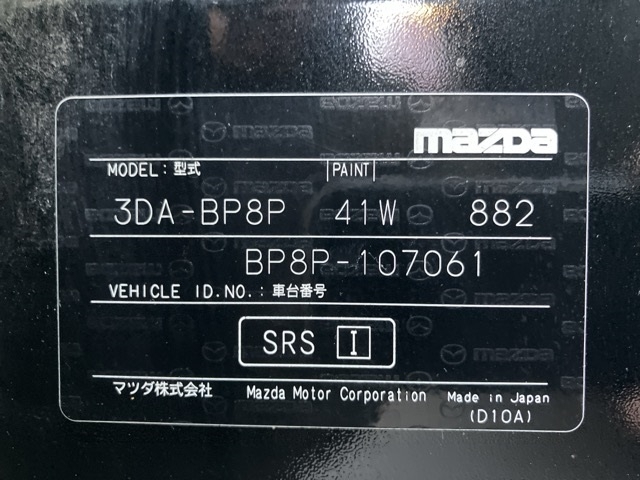 mazda
MODEL: 型式 PAINT
3DA-BP8P 41W 882
BP8P-107061
VEHICLE ID.NO.: 車台番号
SRS I
マツダ株式会社 Mazda Motor Corporation Made in Japan
(D10A)